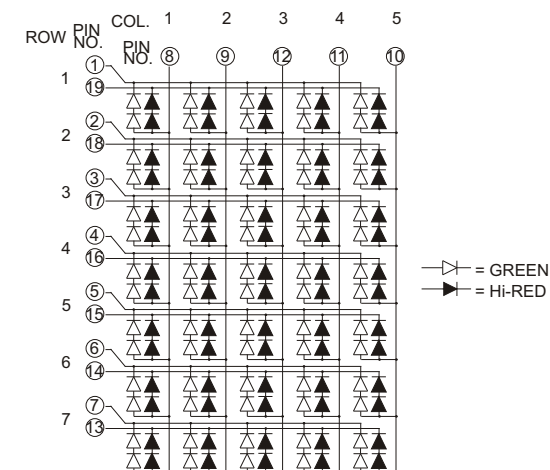 COL. 1 2 3 4 5
ROW PIN NO.
PIN NO. 8 9 12 11 10
1 1
19
2 2
18
3 3
17
4 4
16
5 5
15
6 6
14
7 7
13
= GREEN
= Hi-RED